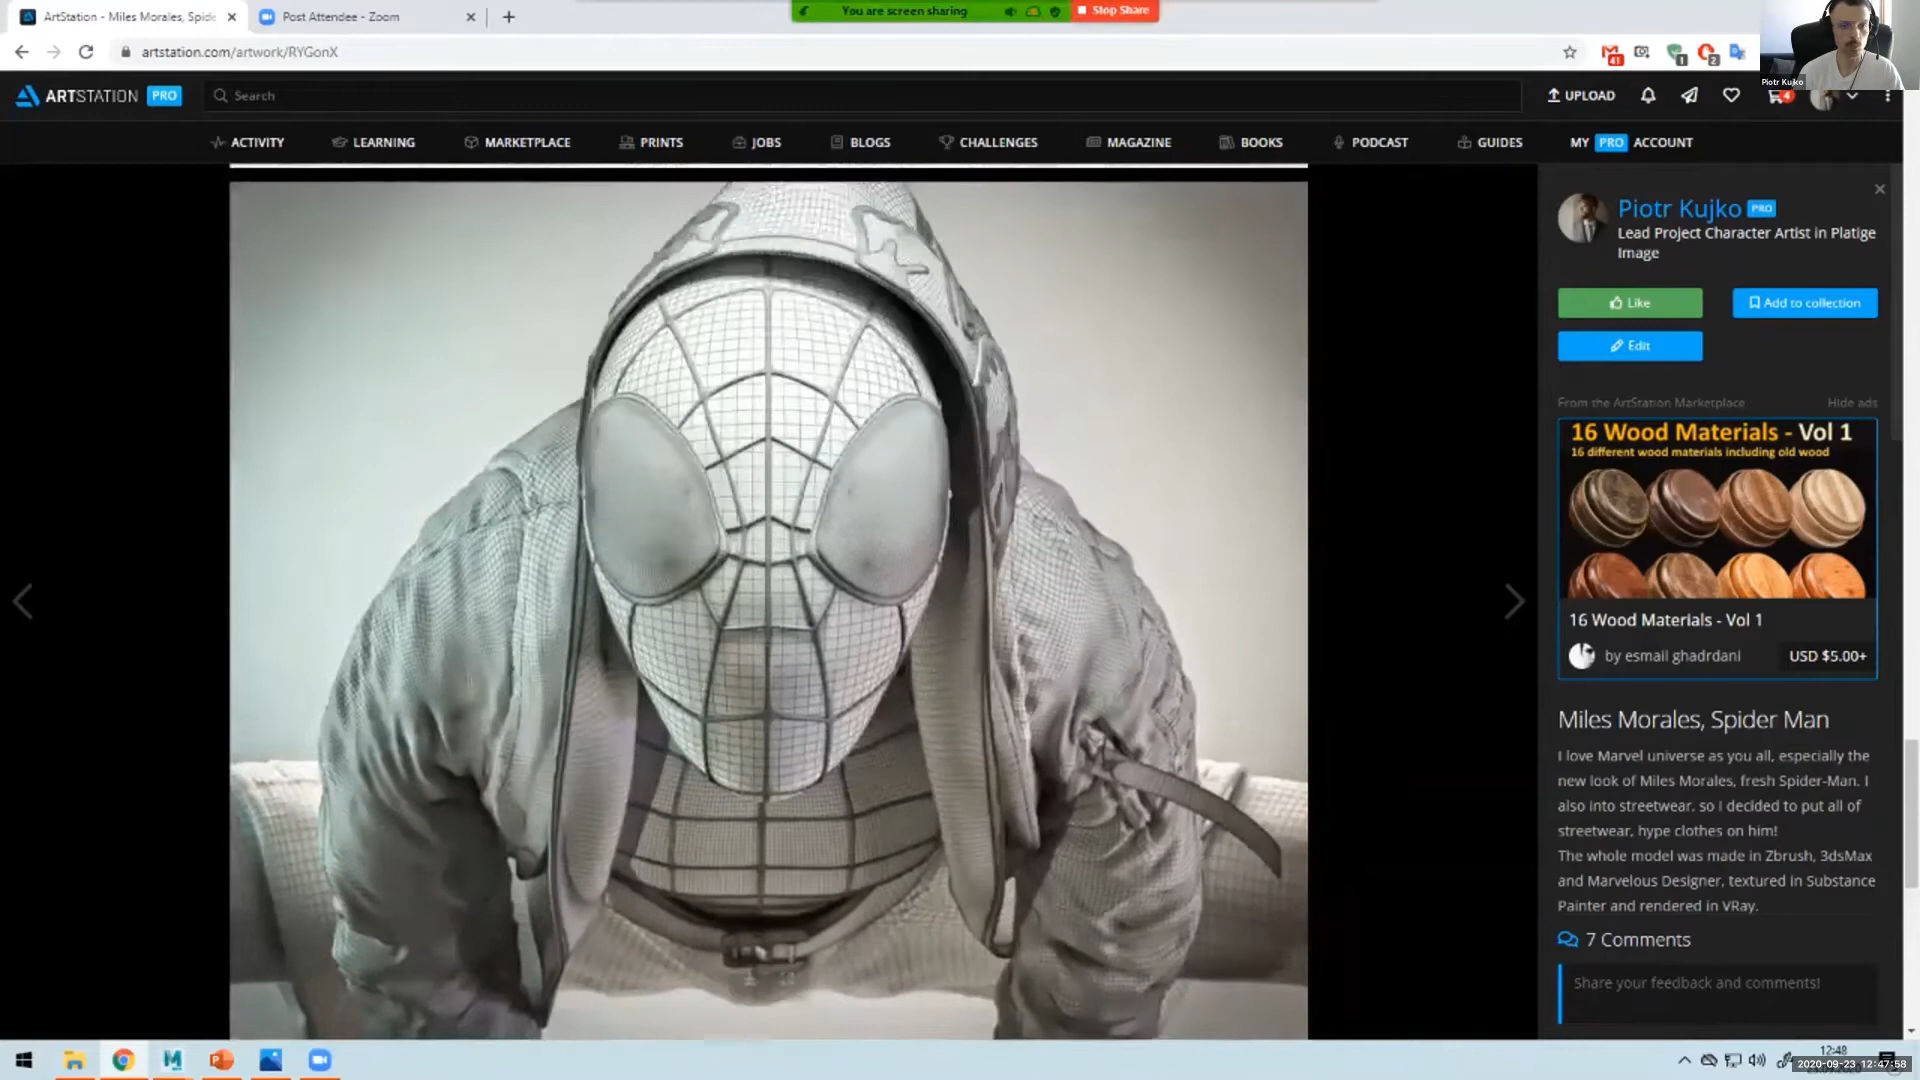 ArtStation - Miles Morales, Spide
Post Attendee - Zoom
You are screen sharing
Stop Share
artstation.com/artwork/RYGonX
41
1
2
Piotr Kujko
ARTSTATION PRO
Search
UPLOAD
4
ACTIVITY
LEARNING
MARKETPLACE
PRINTS
JOBS
BLOGS
CHALLENGES
MAGAZINE
BOOKS
PODCAST
GUIDES
MY PRO ACCOUNT
Piotr Kujko PRO
Lead Project Character Artist in Platige
Image
Like
Add to collection
Edit
From the ArtStation Marketplace
Hide ads
16 Wood Materials - Vol 1
16 different wood materials including old wood
16 Wood Materials - Vol 1
by esmail ghadrdani
USD $5.00+
Miles Morales, Spider Man
I love Marvel universe as you all, especially the
new look of Miles Morales, fresh Spider-Man. I
also into streetwear. so I decided to put all of
streetwear, hype clothes on him!
The whole model was made in Zbrush, 3dsMax
and Marvelous Designer, textured in Substance
Painter and rendered in VRay.
7 Comments
Share your feedback and comments!
12:48
2020-09-23 12:47:58